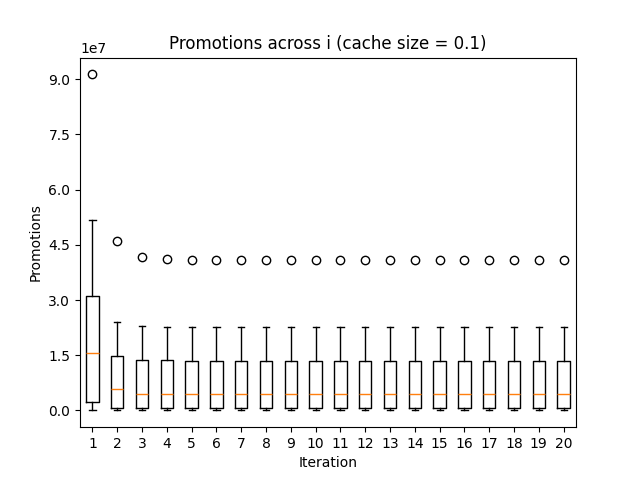 Promotions across i (cache size = 0.1)
1e7
9.0
7.5
6.0
4.5
3.0
1.5
0.0
Promotions
1 2 3 4 5 6 7 8 9 10 11 12 13 14 15 16 17 18 19 20
Iteration